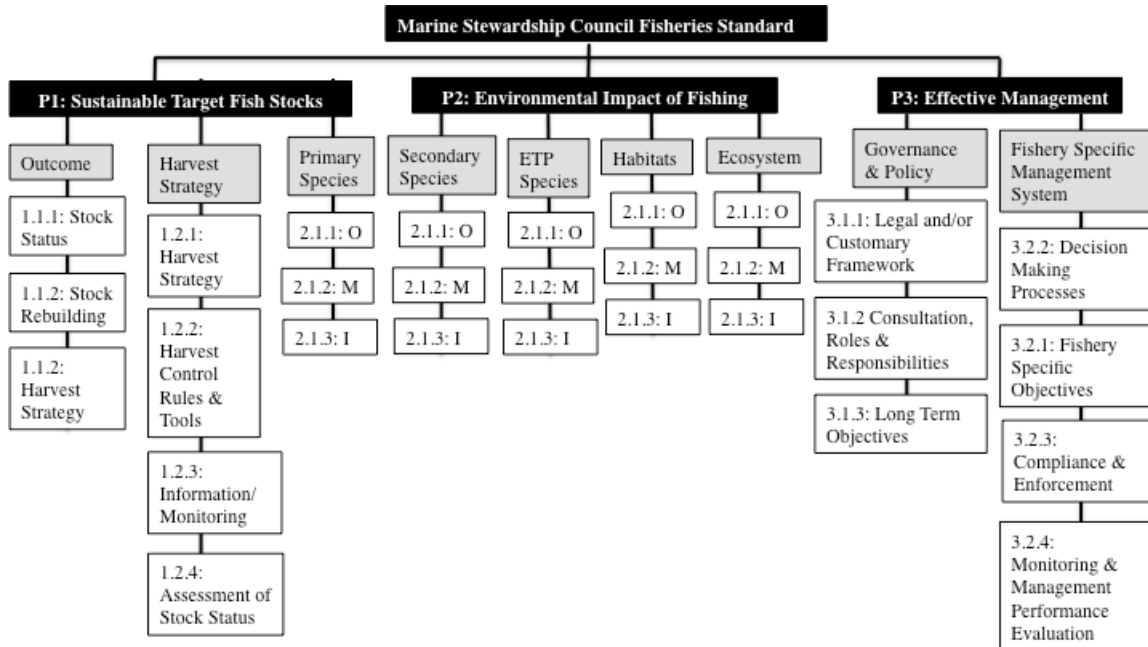 Marine Stewardship Council Fisheries Standard
P1: Sustainable Target Fish Stocks
P2: Environmental Impact of Fishing
P3: Effective Management
Outcome
1.1.1: Stock
Status
1.1.2: Stock
Rebuilding
1.1.2:
Harvest
Strategy
Harvest
Strategy
1.2.1:
Harvest
Strategy
1.2.2:
Harvest
Control
Rules &
Tools
1.2.3:
Information/
Monitoring
1.2.4:
Assessment of
Stock Status
Primary
Species
2.1.1: O
2.1.2: M
2.1.3: I
Secondary
Species
2.1.1: O
2.1.2: M
2.1.3: I
ETP
Species
2.1.1: O
2.1.2: M
2.1.3: I
Habitats
2.1.1: O
2.1.2: M
2.1.3: I
Ecosystem
2.1.1: O
2.1.2: M
2.1.3: I
Governance
& Policy
3.1.1: Legal and/or
Customary
Framework
3.1.2 Consultation,
Roles &
Responsibilities
3.1.3: Long Term
Objectives
Fishery Specific
Management
System
3.2.2: Decision
Making
Processes
3.2.1: Fishery
Specific
Objectives
3.2.3:
Compliance &
Enforcement
3.2.4:
Monitoring &
Management
Performance
Evaluation